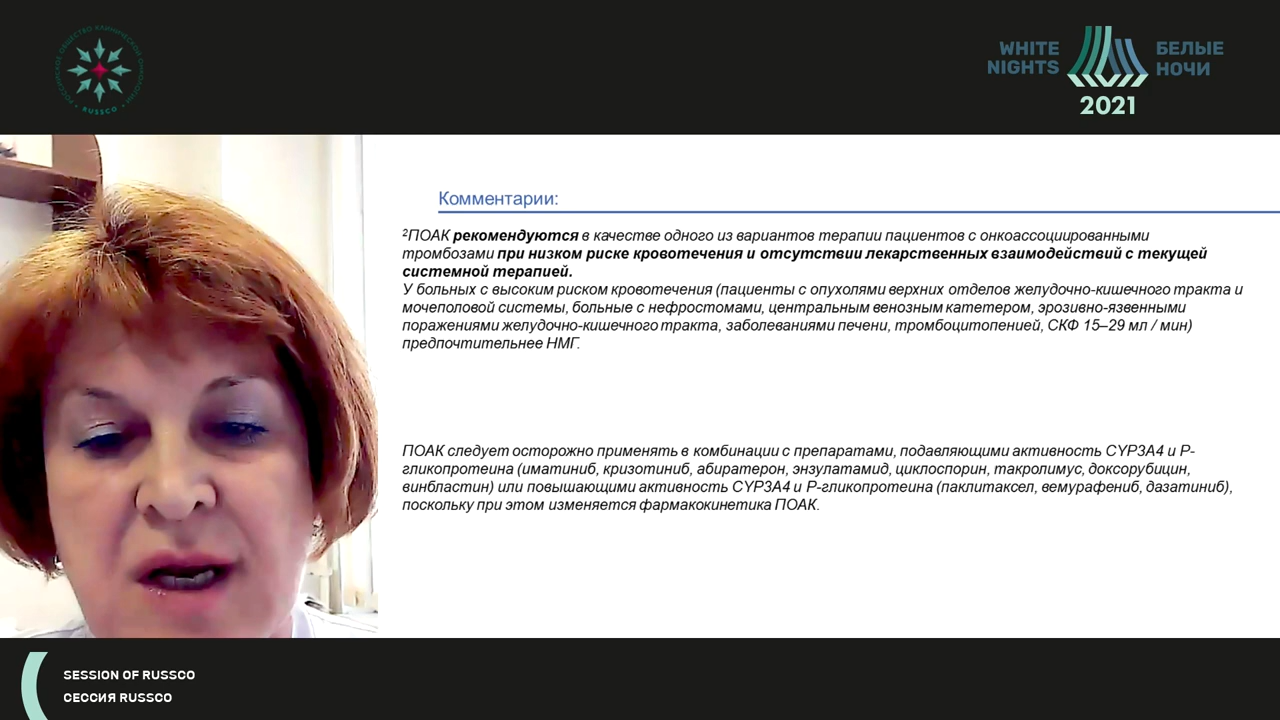 РОССИЙСКОЕ ОБЩЕСТВО КЛИНИЧЕСКОЙ ОНКОЛОГИИ
RUSSCO
WHITE
NIGHTS
БЕЛЫЕ
НОЧИ
2021
Комментарии:
²ПОАК рекомендуются в качестве одного из вариантов терапии пациентов с онкоассоциированными
тромбозами при низком риске кровотечения и отсутствии лекарственных взаимодействий с текущей
системной терапией.
У больных с высоким риском кровотечения (пациенты с опухолями верхних отделов желудочно-кишечного тракта и
мочеполовой системы, больные с нефростомами, центральным венозным катетером, эрозивно-язвенными
поражениями желудочно-кишечного тракта, заболеваниями печени, тромбоцитопенией, СКФ 15–29 мл / мин)
предпочтительнее НМГ.
ПОАК следует осторожно применять в комбинации с препаратами, подавляющими активность CYP3A4 и Р-
гликопротеина (иматиниб, кризотиниб, абиратерон, энзулатамид, циклоспорин, такролимус, доксорубицин,
винбластин) или повышающими активность CYP3A4 и Р-гликопротеина (паклитаксел, вемурафениб, дазатиниб),
поскольку при этом изменяется фармакокинетика ПОАК.
SESSION OF RUSSCO
СЕССИЯ RUSSCO